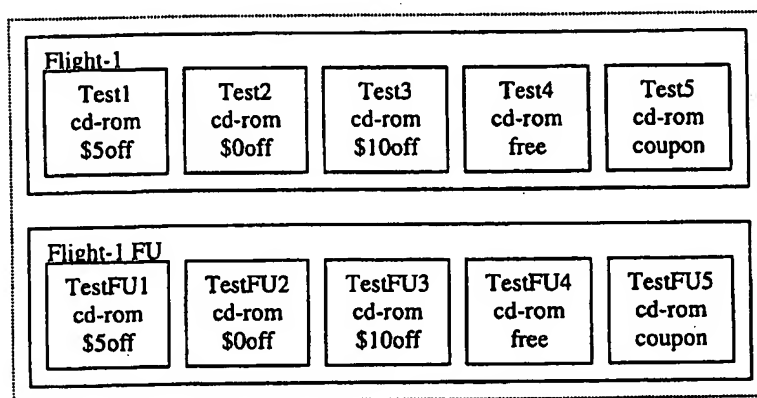 Flight-1
Test1 Test2 Test3 Test4 Test5
cd-rom cd-rom cd-rom cd-rom cd-rom
$5off $0off $10off free coupon
Flight-1 FU
TestFU1 TestFU2 TestFU3 TestFU4 TestFU5
cd-rom cd-rom cd-rom cd-rom cd-rom
$5off $0off $10off free coupon